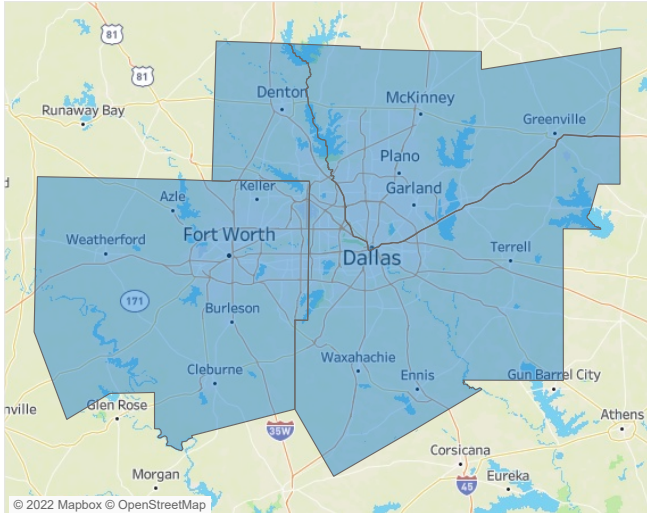 81
81
Runaway Bay
Denton
McKinney
Greenville
Plano
Garland
Keller
Azle
Weatherford
Fort Worth
Dallas
Terrell
171
Burleson
Cleburne
Waxahachie
Ennis
Gun Barrel City
nville
Glen Rose
35W
Athens
Corsicana
Morgan
45
Eureka
© 2022 Mapbox © OpenStreetMap